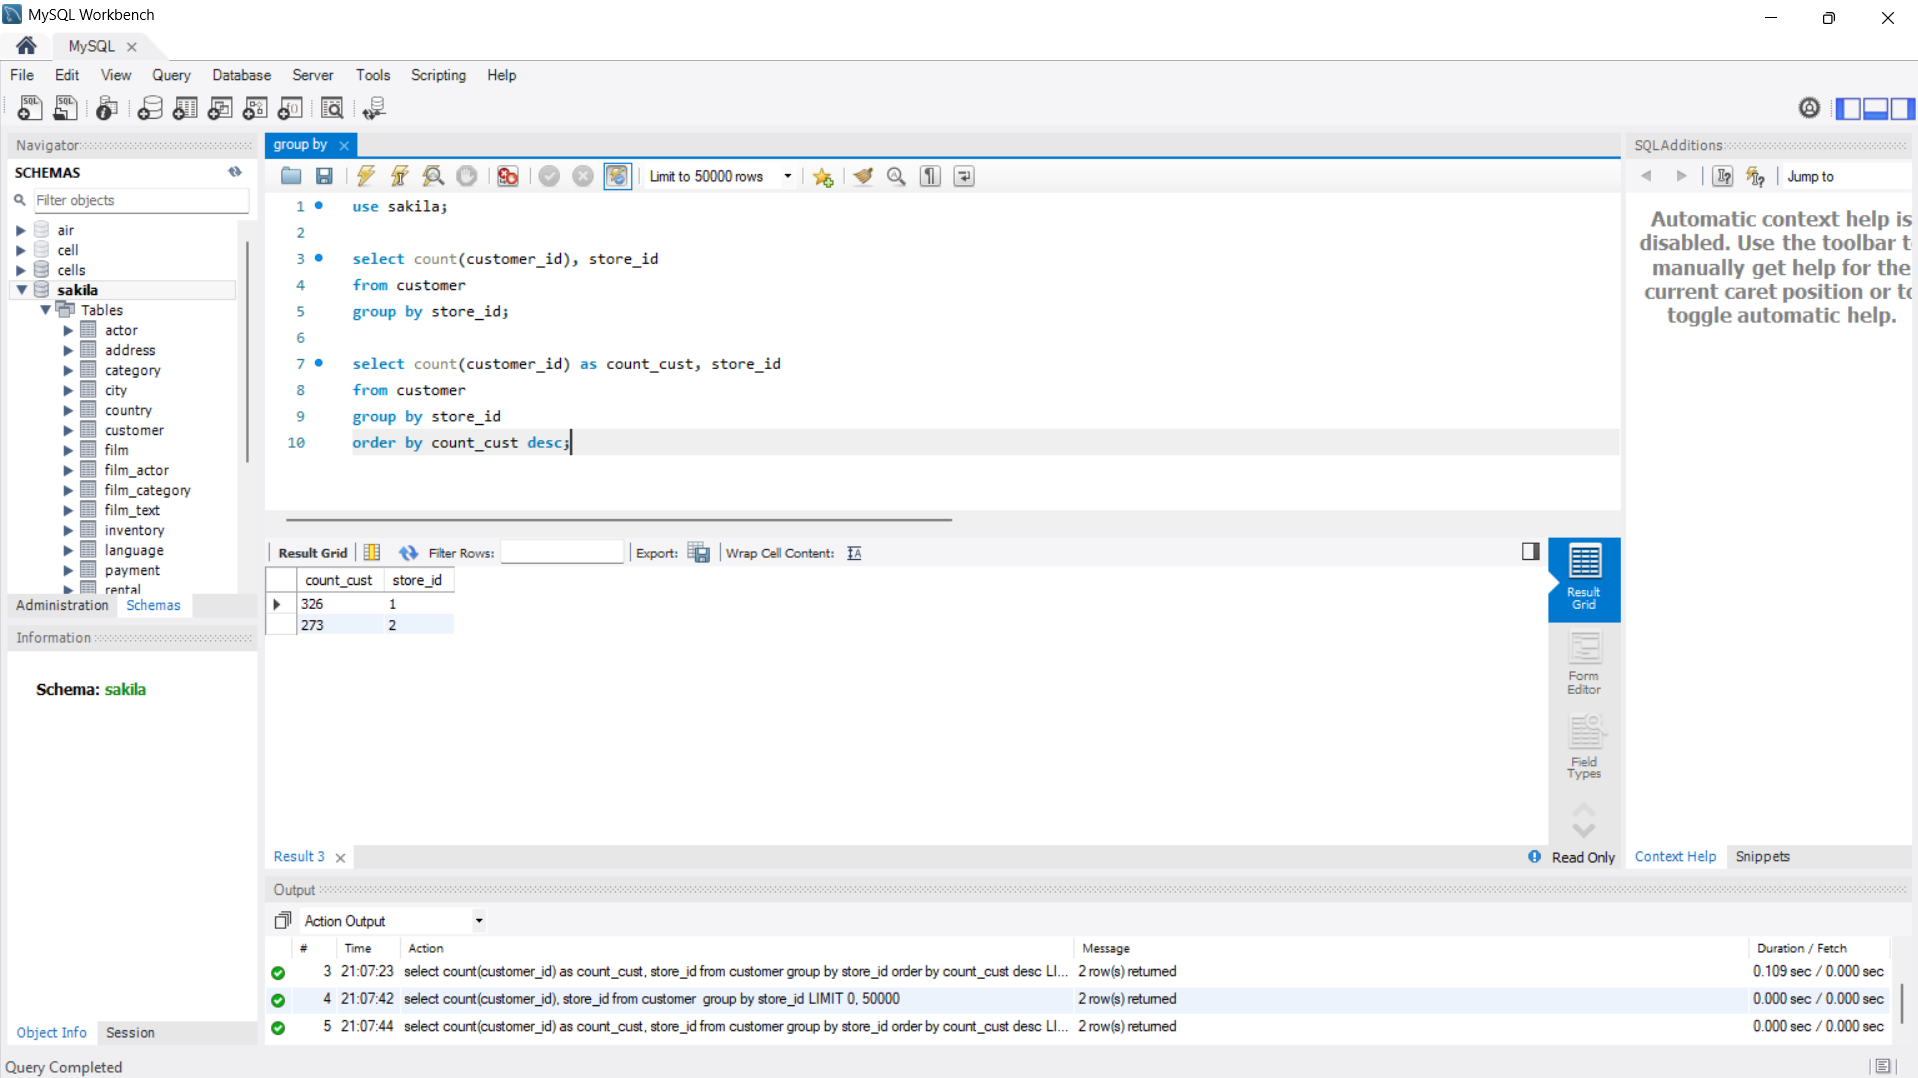 MySQL Workbench
MySQL
File Edit View Query Database Server Tools Scripting Help
Navigator
SCHEMAS
Filter objects
air
cell
cells
sakila
Tables
actor
address
category
city
country
customer
film
film_actor
film_category
film_text
inventory
language
payment
rental
Administration Schemas
Information
Schema: sakila
Object Info Session
group by
Limit to 50000 rows
1 use sakila;
2
3 select count(customer_id), store_id
4 from customer
5 group by store_id;
6
7 select count(customer_id) as count_cust, store_id
8 from customer
9 group by store_id
10 order by count_cust desc;
Result Grid Filter Rows: Export: Wrap Cell Content:
count_cust store_id
326 1
273 2
Result
Grid
Form
Editor
Field
Types
Result 3
Read Only
SQLAdditions
Jump to
Automatic context help is
disabled. Use the toolbar t
manually get help for the
current caret position or to
toggle automatic help.
Context Help Snippets
Output
Action Output
# Time Action Message Duration / Fetch
3 21:07:23 select count(customer_id) as count_cust, store_id from customer group by store_id order by count_cust desc LI... 2 row(s) returned 0.109 sec / 0.000 sec
4 21:07:42 select count(customer_id), store_id from customer group by store_id LIMIT 0, 50000 2 row(s) returned 0.000 sec / 0.000 sec
5 21:07:44 select count(customer_id) as count_cust, store_id from customer group by store_id order by count_cust desc LI... 2 row(s) returned 0.000 sec / 0.000 sec
Query Completed